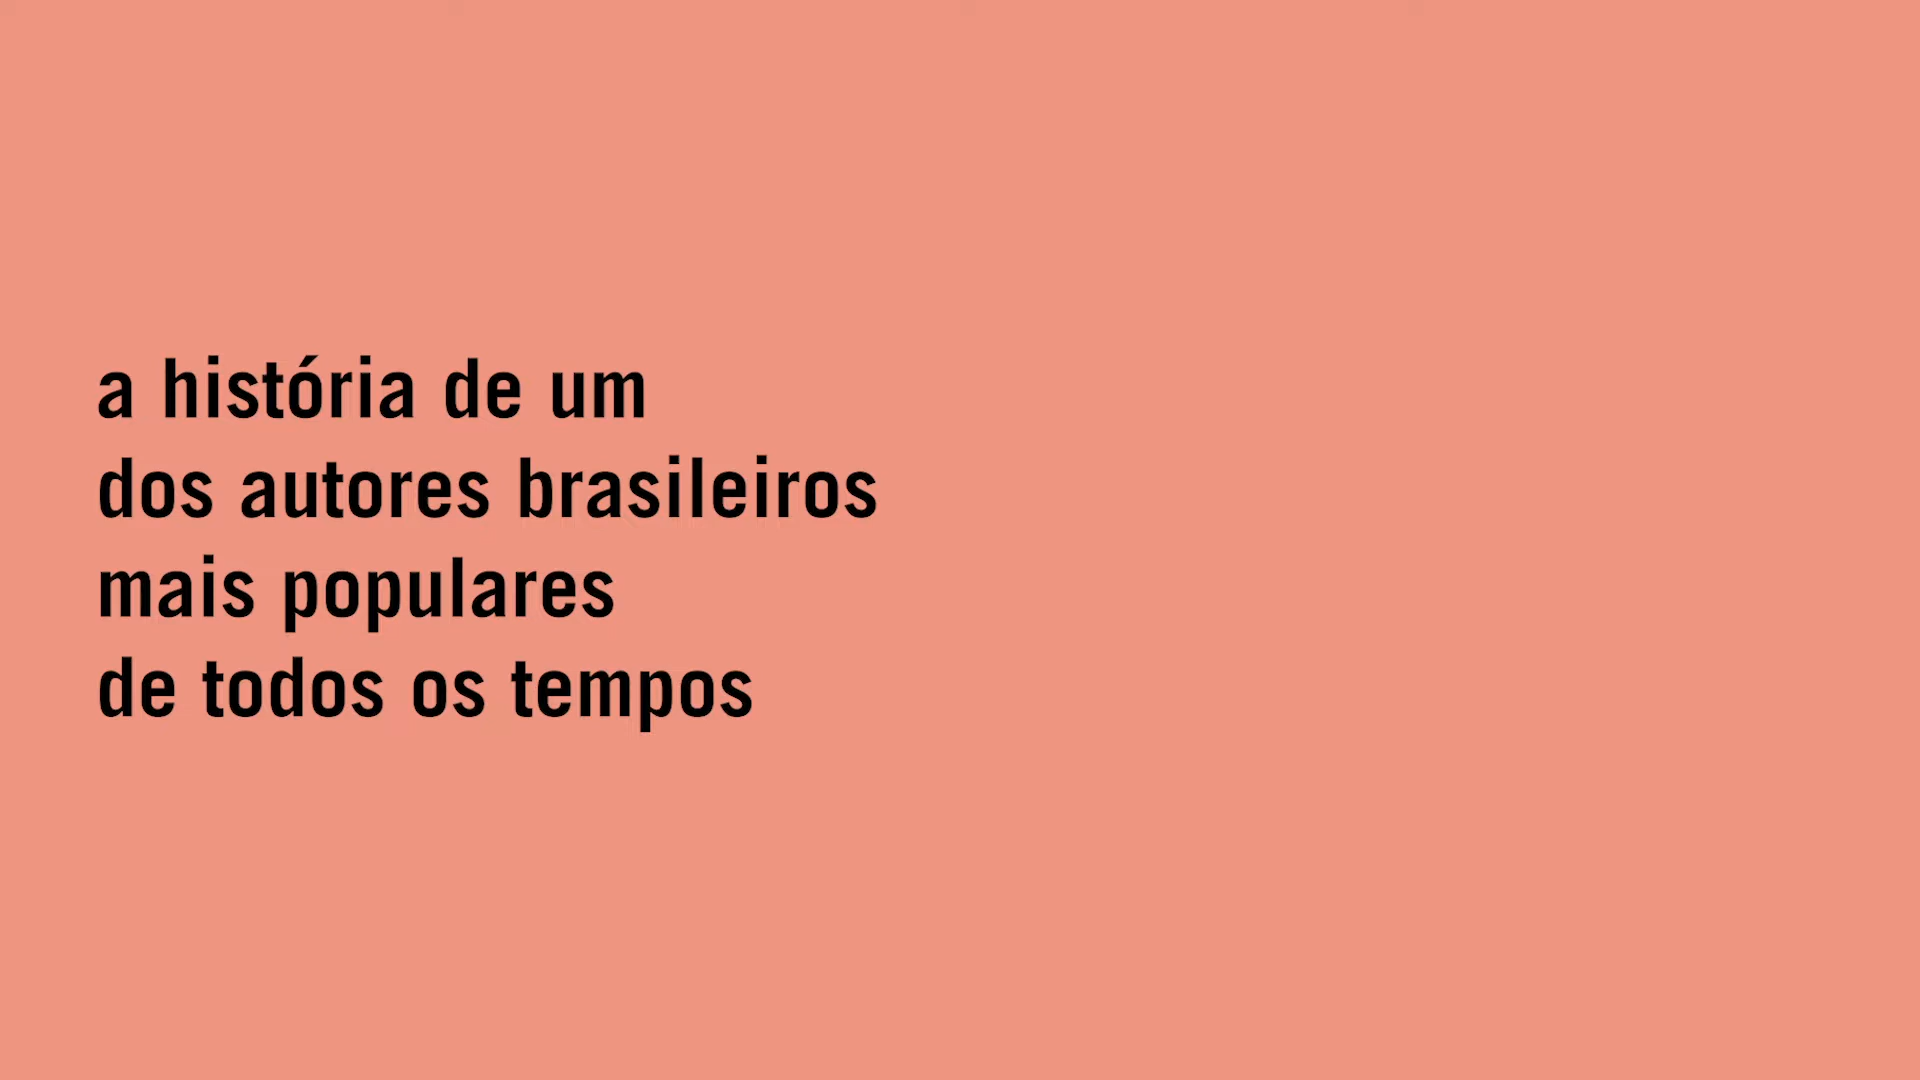 a história de um
dos autores brasileiros
mais populares
de todos os tempos